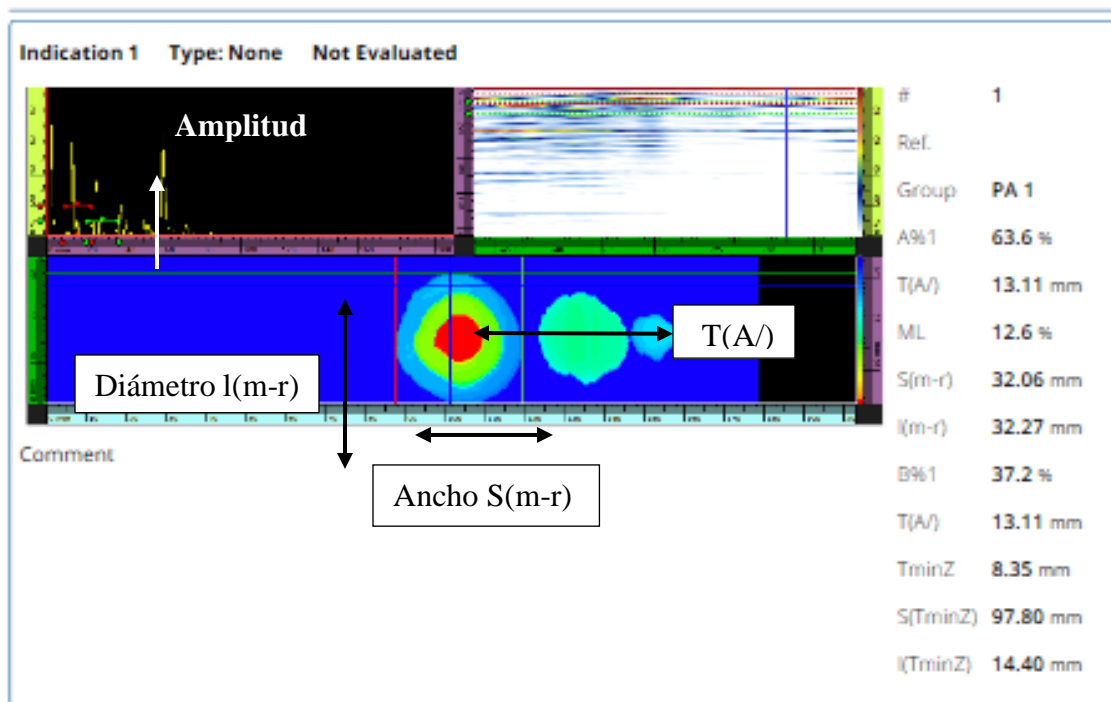 Indication 1 Type: None Not Evaluated
Amplitud
T(A/)
Diámetro l(m-r)
Ancho S(m-r)
Comment
# 1
Ref.
Group PA 1
A%1 63.6 %
T(A/) 13.11 mm
ML 12.6 %
S(m-r) 32.06 mm
I(m-r) 32.27 mm
B%1 37.2 %
T(A/) 13.11 mm
TminZ 8.35 mm
S(TminZ) 97.80 mm
I(TminZ) 14.40 mm